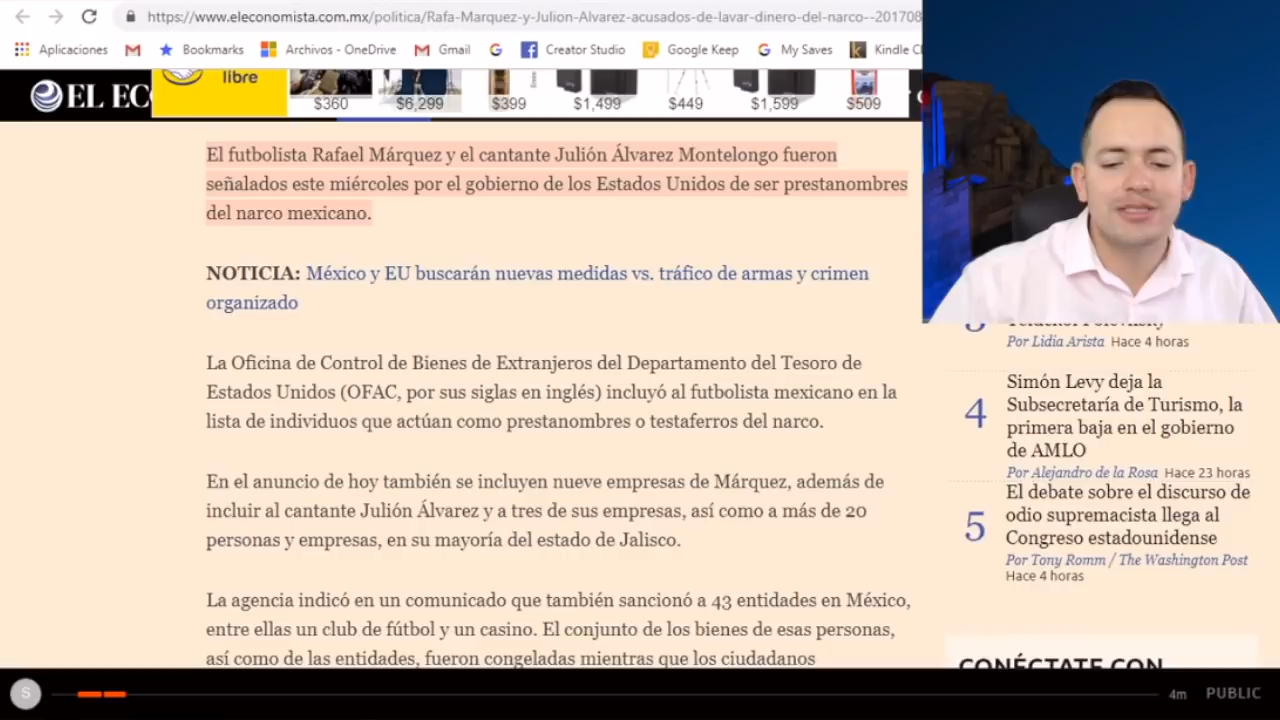 https://www.eleconomista.com.mx/politica/Rafa-Marquez-y-Julion-Alvarez-acusados-de-lavar-dinero-del-narco--201708
Aplicaciones Bookmarks Archivos - OneDrive Gmail Creator Studio Google Keep My Saves Kindle
EL ECO
libre
$360 $6,299 $399 $1,499 $449 $1,599 $509
El futbolista Rafael Márquez y el cantante Julión Álvarez Montelongo fueron
señalados este miércoles por el gobierno de los Estados Unidos de ser prestanombres
del narco mexicano.
NOTICIA: México y EU buscarán nuevas medidas vs. tráfico de armas y crimen
organizado
La Oficina de Control de Bienes de Extranjeros del Departamento del Tesoro de
Estados Unidos (OFAC, por sus siglas en inglés) incluyó al futbolista mexicano en la
lista de individuos que actúan como prestanombres o testaferros del narco.
En el anuncio de hoy también se incluyen nueve empresas de Márquez, además de
incluir al cantante Julión Álvarez y a tres de sus empresas, así como a más de 20
personas y empresas, en su mayoría del estado de Jalisco.
La agencia indicó en un comunicado que también sancionó a 43 entidades en México,
entre ellas un club de fútbol y un casino. El conjunto de los bienes de esas personas,
así como de las entidades, fueron congeladas mientras que los ciudadanos
Por Lidia Arista Hace 4 horas
4
Simón Levy deja la
Subsecretaría de Turismo, la
primera baja en el gobierno
de AMLO
Por Alejandro de la Rosa Hace 23 horas
5
El debate sobre el discurso de
odio supremacista llega al
Congreso estadounidense
Por Tony Romm / The Washington Post
Hace 4 horas
CONÉCTATE CON
S
4m PUBLIC